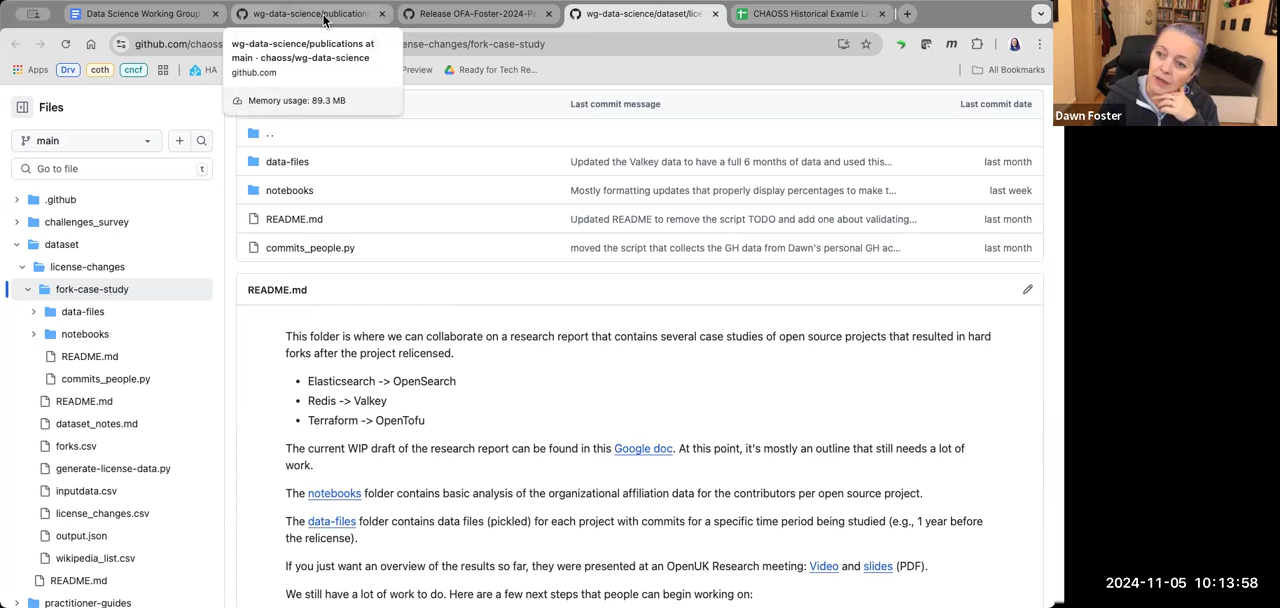 Data Science Working Group
wg-data-science/publication
Release OFA-Foster-2024-P
wg-data-science/dataset/lice
CHAOSS Historical Examle L
github.com/chaoss
ense-changes/fork-case-study
wg-data-science/publications at
main · chaoss/wg-data-science
github.com
Memory usage: 89.3 MB
Apps
Drv
coth
cncf
HA
Preview
Ready for Tech Re...
All Bookmarks
Dawn Foster
Files
main
Go to file
t
.github
challenges_survey
dataset
license-changes
fork-case-study
data-files
notebooks
README.md
commits_people.py
README.md
dataset_notes.md
forks.csv
generate-license-data.py
inputdata.csv
license_changes.csv
output.json
wikipedia_list.csv
README.md
practitioner-guides
Last commit message
Last commit date
..
data-files
Updated the Valkey data to have a full 6 months of data and used this...
last month
notebooks
Mostly formatting updates that properly display percentages to make t...
last week
README.md
Updated README to remove the script TODO and add one about validating...
last month
commits_people.py
moved the script that collects the GH data from Dawn's personal GH ac...
last month
README.md
This folder is where we can collaborate on a research report that contains several case studies of open source projects that resulted in hard
forks after the project relicensed.
• Elasticsearch -> OpenSearch
• Redis -> Valkey
• Terraform -> OpenTofu
The current WIP draft of the research report can be found in this Google doc. At this point, it's mostly an outline that still needs a lot of
work.
The notebooks folder contains basic analysis of the organizational affiliation data for the contributors per open source project.
The data-files folder contains data files (pickled) for each project with commits for a specific time period being studied (e.g., 1 year before
the relicense).
If you just want an overview of the results so far, they were presented at an OpenUK Research meeting: Video and slides (PDF).
We still have a lot of work to do. Here are a few next steps that people can begin working on:
2024-11-05 10:13:58